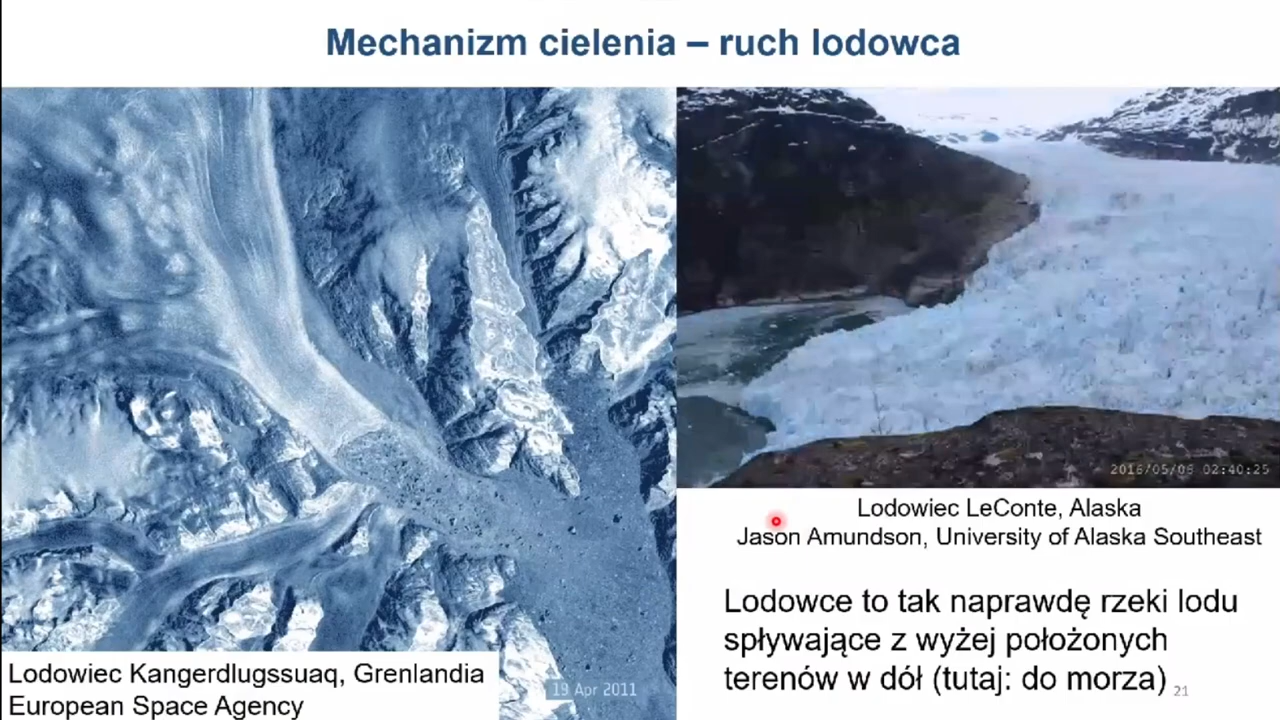 Mechanizm cielenia – ruch lodowca
2016/05/06 02:40:25
Lodowiec LeConte, Alaska
Jason Amundson, University of Alaska Southeast
Lodowce to tak naprawdę rzeki lodu
spływające z wyżej położonych
terenów w dół (tutaj: do morza)
21
19 Apr 2011
Lodowiec Kangerdlugssuaq, Grenlandia
European Space Agency